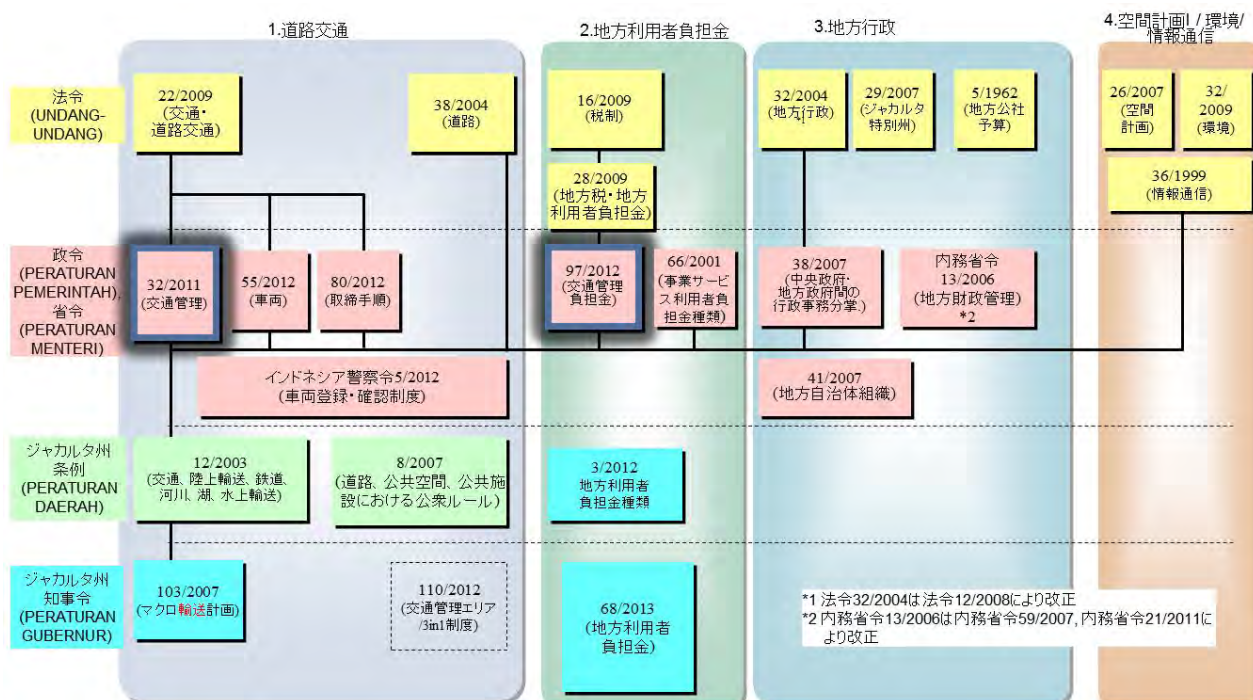 1.道路交通
2.地方利用者負担金
3.地方行政
4.空間計画I / 環境/
情報通信
法令
(UNDANG-
UNDANG)
22/2009
(交通・
道路交通)
38/2004
(道路)
16/2009
(税制)
28/2009
(地方税・地方
利用者負担金)
32/2004
(地方行政)
29/2007
(ジャカルタ
特別州)
5/1962
(地方公社
予算)
26/2007
(空間
計画)
32/
2009
(環境)
36/1999
(情報通信)
政令
(PERATURAN
PEMERINTAH),
省令
(PERATURAN
MENTERI)
32/2011
(交通管理)
55/2012
(車両)
80/2012
(取締手順)
97/2012
(交通管理
負担金)
66/2001
(事業サービ
ス利用者負
担金種類)
38/2007
(中央政府・
地方政府間の
行政事務分掌.)
内務省令
13/2006
(地方財政管理)
*2
インドネシア警察令5/2012
(車両登録・確認制度)
41/2007
(地方自治体組織)
ジャカルタ州
条例
(PERATURAN
DAERAH)
12/2003
(交通、陸上輸送、鉄道、
河川、湖、水上輸送)
8/2007
(道路、公共空間、公共施
設における公衆ルール)
3/2012
地方利用者
負担金種類
ジャカルタ州
知事令
(PERATURAN
GUBERNUR)
103/2007
(マクロ輸送計画)
110/2012
(交通管理エリア
/3in1制度)
68/2013
(地方利用者
負担金)
*1 法令32/2004は法令12/2008により改正
*2 内務省令13/2006は内務省令59/2007, 内務省令21/2011に
より改正